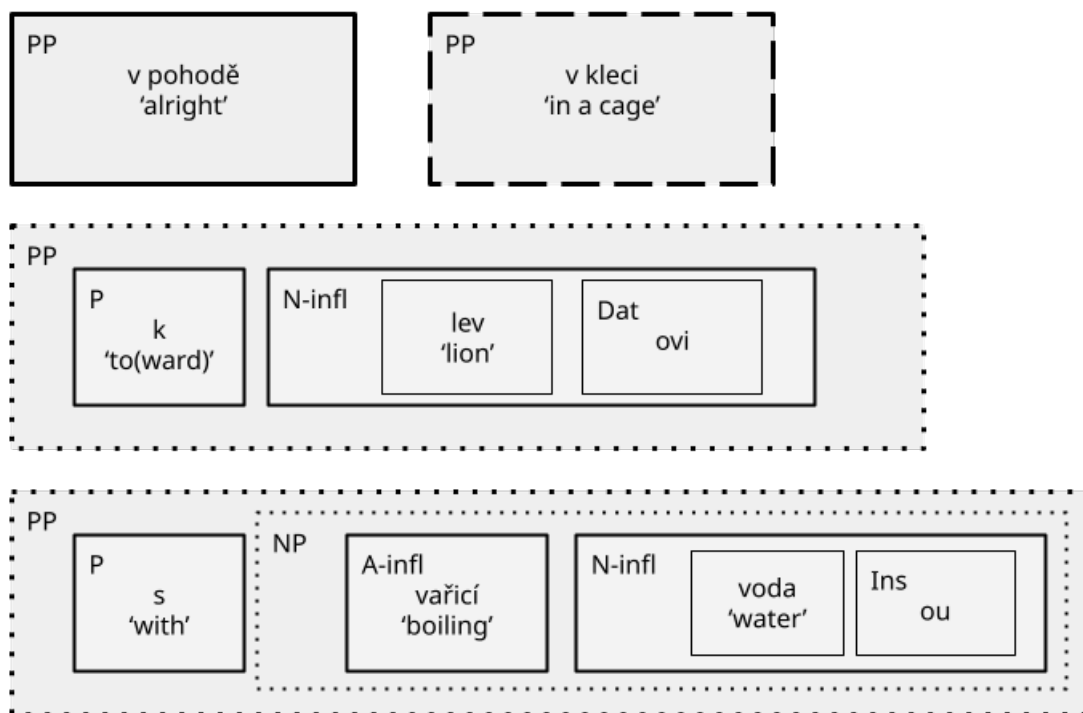 PP
v pohodě
‘alright’
PP
v kleci
‘in a cage’
PP
P
k
‘to(ward)’
N-infl
lev
‘lion’
Dat
ovi
PP
P
s
‘with’
NP
A-infl
vařicí
‘boiling’
N-infl
voda
‘water’
Ins
ou